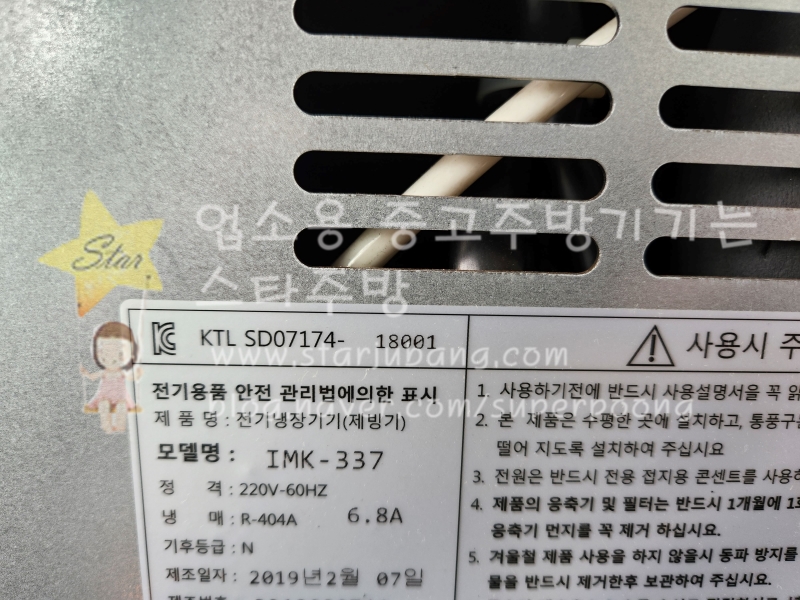 업소용 중고주방기기는
Star
스타주방
KTL SD07174- 18001
www.starjubang.com
전기용품 안전 관리법에의한 표시
blog.naver.com/superpoong
제 품 명 : 전기냉장기기(제빙기)
모델명 : IMK-337
정 격 : 220V-60HZ
냉 매 : R-404A 6.8A
기후등급 : N
제조일자 : 2019년2월 07일
제조번호
사용시
1. 사용하기전에 반드시 사용설명서을 꼭
2. 본 제품은 수평한 곳에 설치하고,
떨어 지도록 설치하여 주십시요
3. 전원은 반드시 전용 접지용 콘센트를
4. 제품의 응축기 및 필터는 반드시 1개월에
응축기 먼지를 꼭 제거 하십시요.
5. 겨울철 제품 사용을 하지 않을시 동파 방지를
물을 반드시 제거한후 보관하여 주십시요